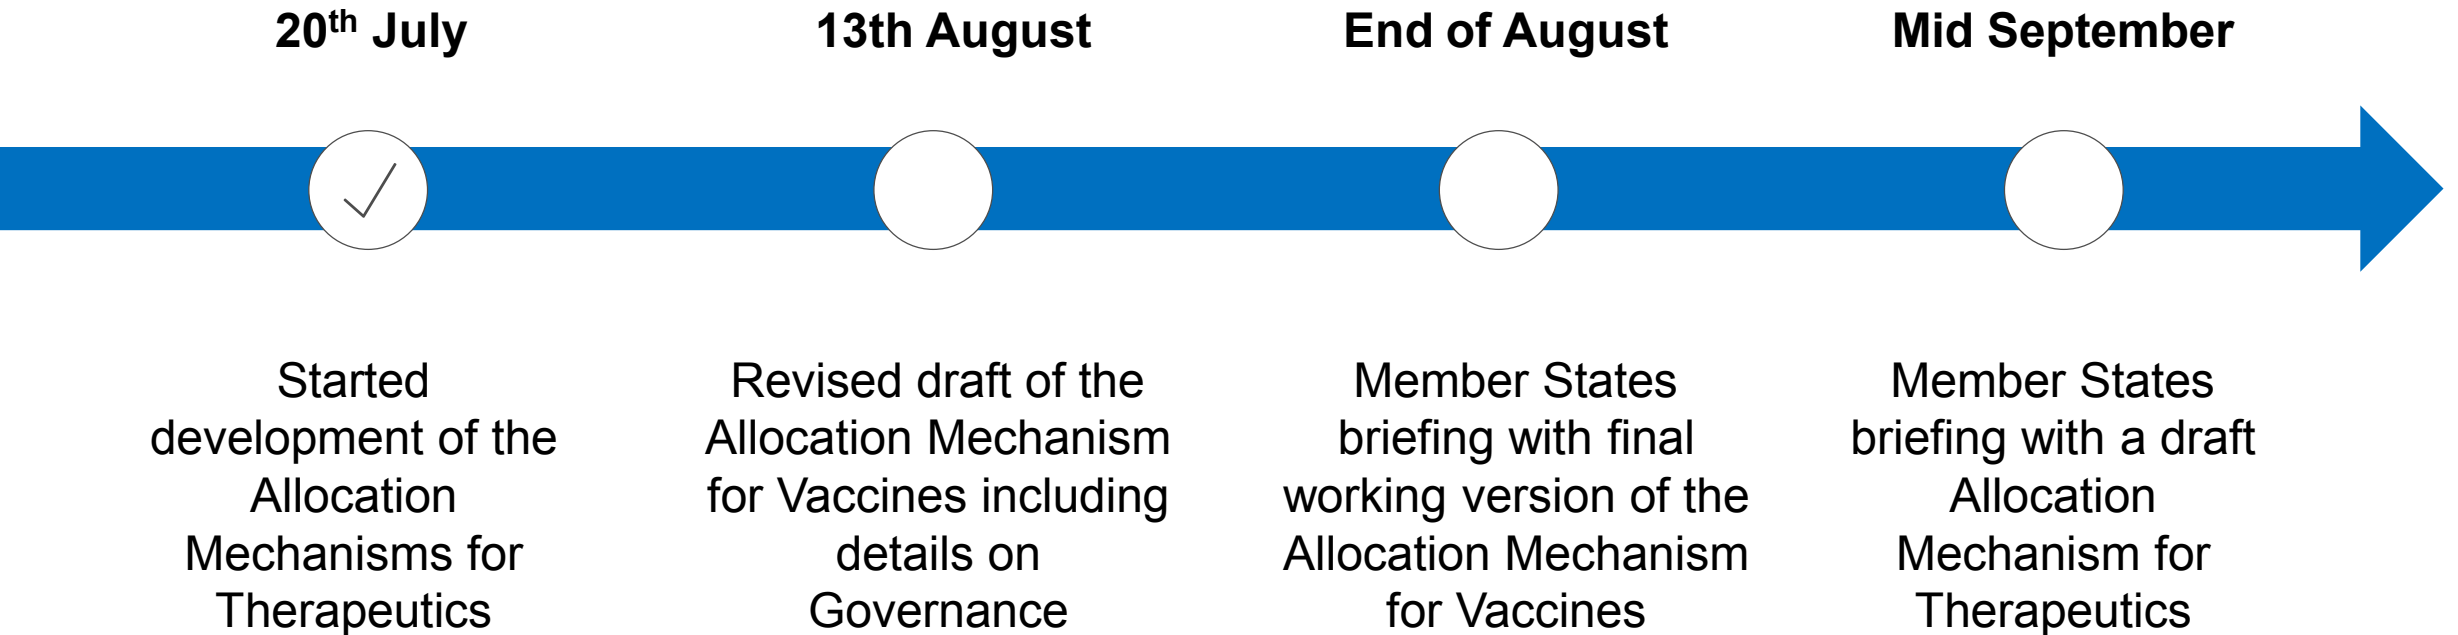 20th July
13th August
End of August
Mid September
Started
development of the
Allocation
Mechanisms for
Therapeutics
Revised draft of the
Allocation Mechanism
for Vaccines including
details on
Governance
Member States
briefing with final
working version of the
Allocation Mechanism
for Vaccines
Member States
briefing with a draft
Allocation
Mechanism for
Therapeutics